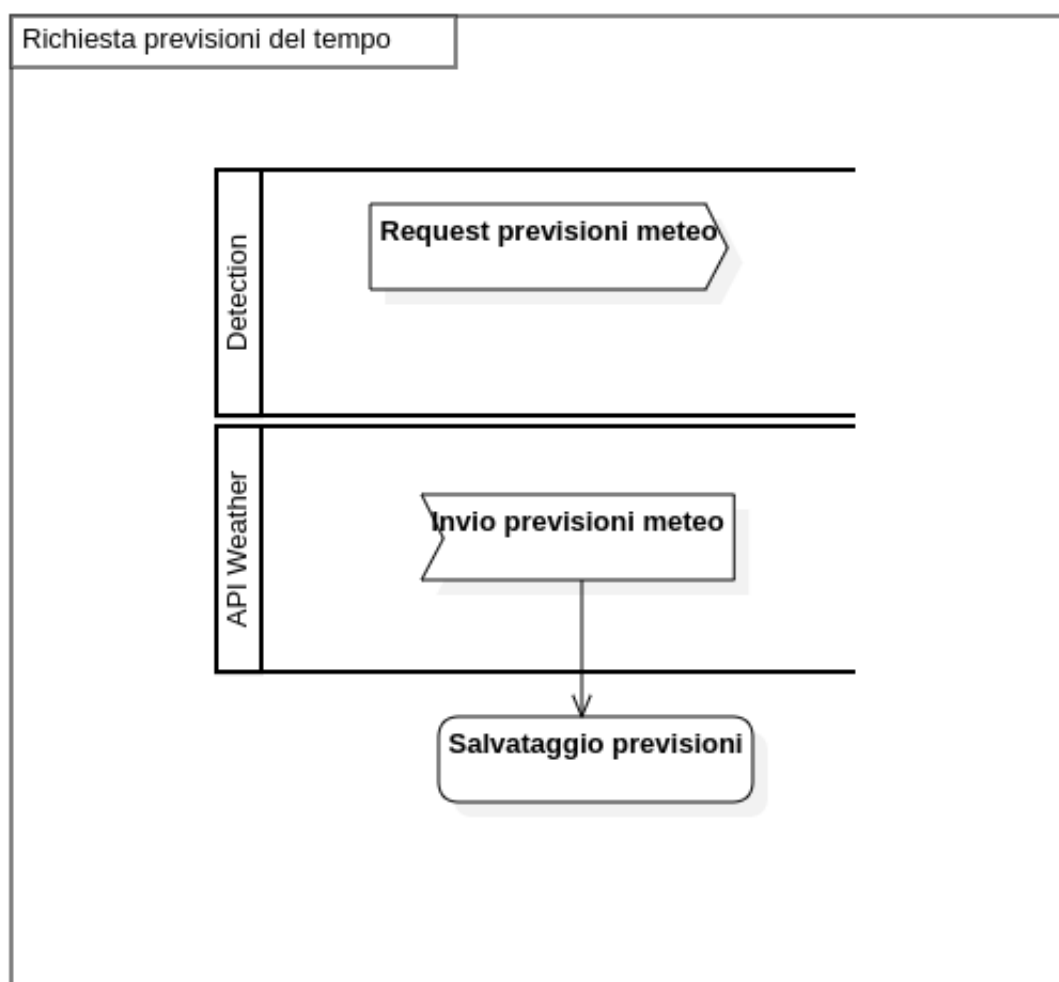 Richiesta previsioni del tempo
Detection
Request previsioni meteo
API Weather
Invio previsioni meteo
Salvataggio previsioni